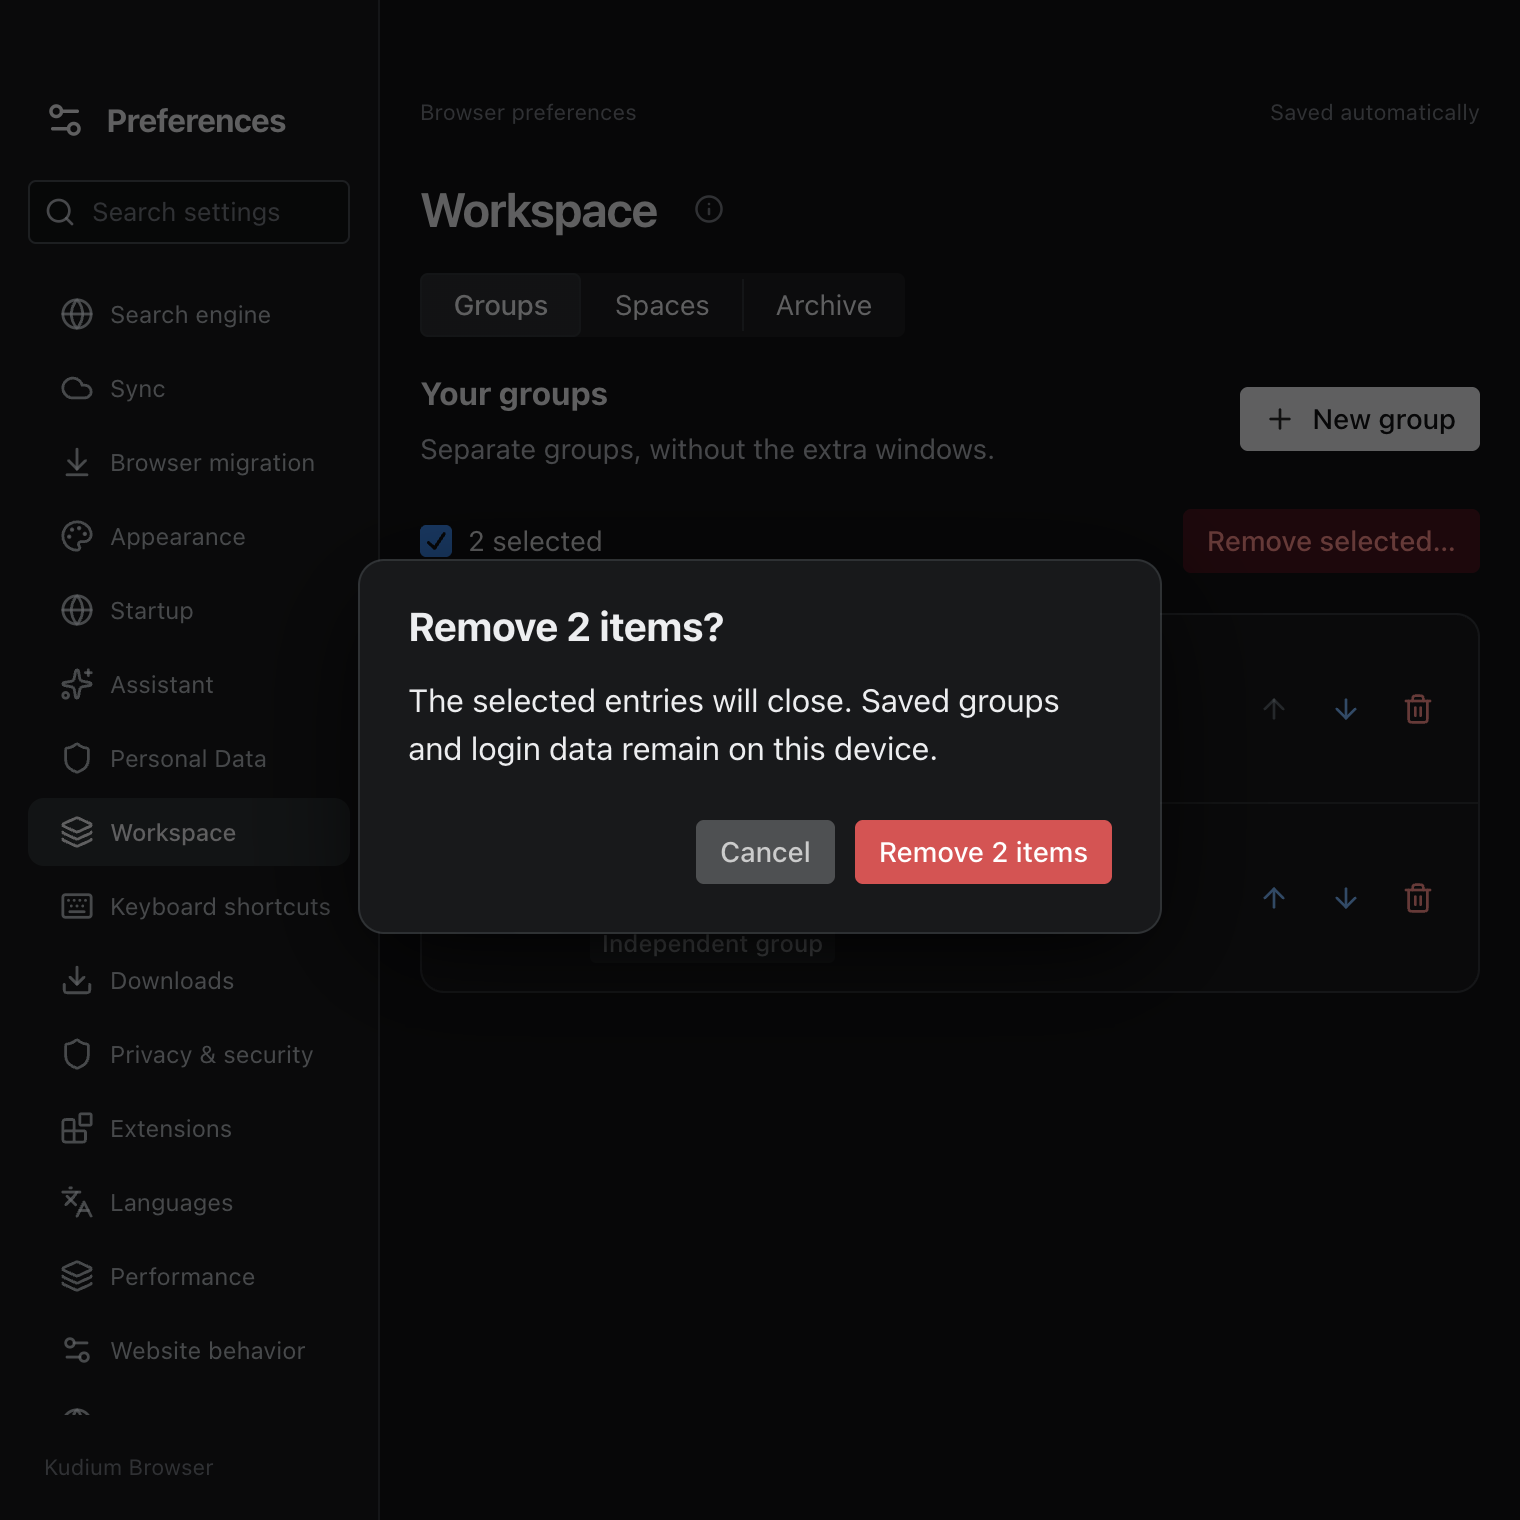 Preferences
Search settings
Search engine
Sync
Browser migration
Appearance
Startup
Assistant
Personal Data
Workspace
Keyboard shortcuts
Downloads
Privacy & security
Extensions
Languages
Performance
Website behavior
Kudium Browser
Browser preferences
Saved automatically
Workspace
Groups
Spaces
Archive
Your groups
Separate groups, without the extra windows.
New group
2 selected
Remove selected...
Remove 2 items?
The selected entries will close. Saved groups
and login data remain on this device.
Cancel
Remove 2 items
Independent group